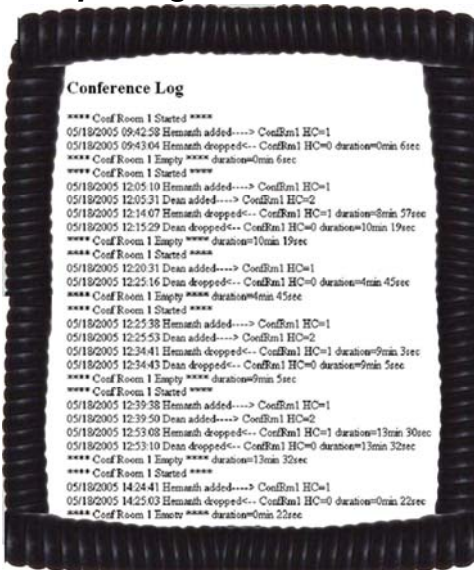 Conference Log
**** Conf Room 1 Started ****
05/18/2005 09:42:58 Hemanth added----> ConfRm1 HC=1
05/18/2005 09:43:04 Hemanth dropped<-- ConfRm1 HC=0 duration=0min 6sec
**** Conf Room 1 Empty **** duration=0min 6sec
**** Conf Room 1 Started ****
05/18/2005 12:05:10 Hemanth added----> ConfRm1 HC=1
05/18/2005 12:05:31 Dean added----> ConfRm1 HC=2
05/18/2005 12:14:07 Hemanth dropped<-- ConfRm1 HC=1 duration=8min 57sec
05/18/2005 12:15:29 Dean dropped<-- ConfRm1 HC=0 duration=10min 19sec
**** Conf Room 1 Empty **** duration=10min 19sec
**** Conf Room 1 Started ****
05/18/2005 12:20:31 Dean added----> ConfRm1 HC=1
05/18/2005 12:25:16 Dean dropped<-- ConfRm1 HC=0 duration=4min 45sec
**** Conf Room 1 Empty **** duration=4min 45sec
**** Conf Room 1 Started ****
05/18/2005 12:25:38 Hemanth added----> ConfRm1 HC=1
05/18/2005 12:25:53 Dean added----> ConfRm1 HC=2
05/18/2005 12:34:41 Hemanth dropped<-- ConfRm1 HC=1 duration=9min 3sec
05/18/2005 12:34:43 Dean dropped<-- ConfRm1 HC=0 duration=9min 5sec
**** Conf Room 1 Empty **** duration=9min 5sec
**** Conf Room 1 Started ****
05/18/2005 12:39:38 Hemanth added----> ConfRm1 HC=1
05/18/2005 12:39:50 Dean added----> ConfRm1 HC=2
05/18/2005 12:53:08 Hemanth dropped<-- ConfRm1 HC=1 duration=13min 30sec
05/18/2005 12:53:10 Dean dropped<-- ConfRm1 HC=0 duration=13min 32sec
**** Conf Room 1 Empty **** duration=13min 32sec
**** Conf Room 1 Started ****
05/18/2005 14:24:41 Hemanth added----> ConfRm1 HC=1
05/18/2005 14:25:03 Hemanth dropped<-- ConfRm1 HC=0 duration=0min 22sec
**** Conf Room 1 Empty **** duration=0min 22sec